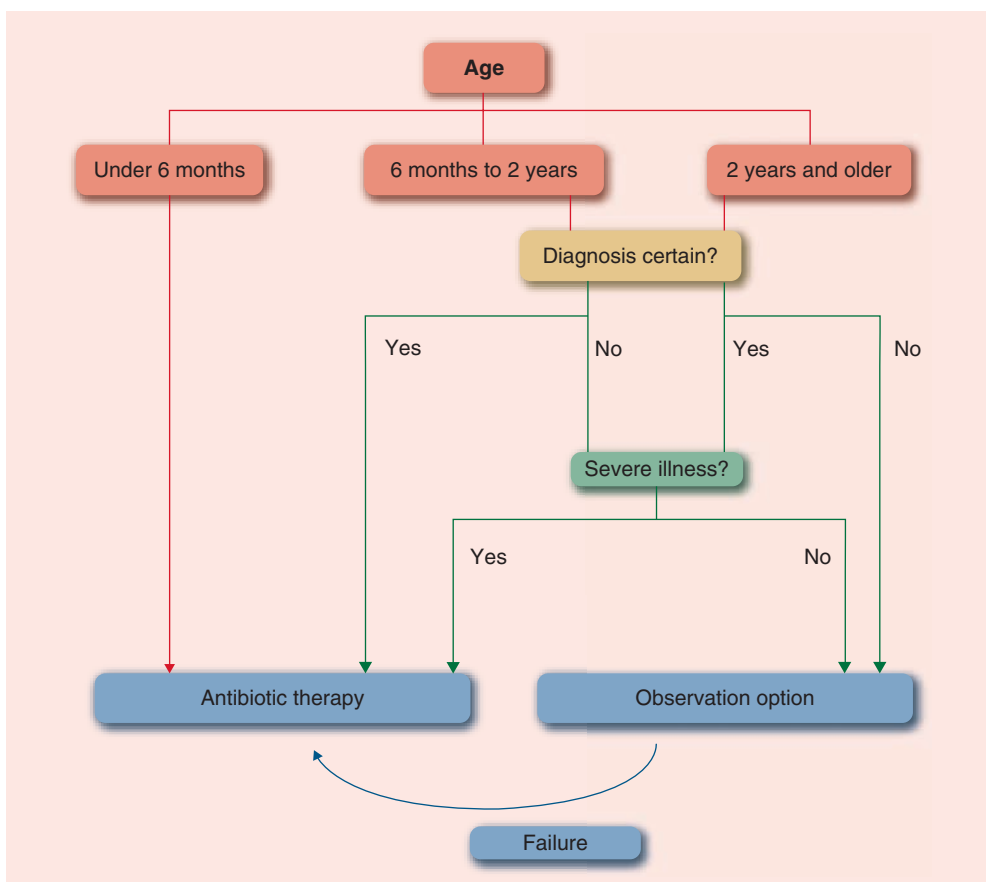 Age
Under 6 months
6 months to 2 years
2 years and older
Diagnosis certain?
Yes
No
Yes
No
Severe illness?
Yes
No
Antibiotic therapy
Observation option
Failure